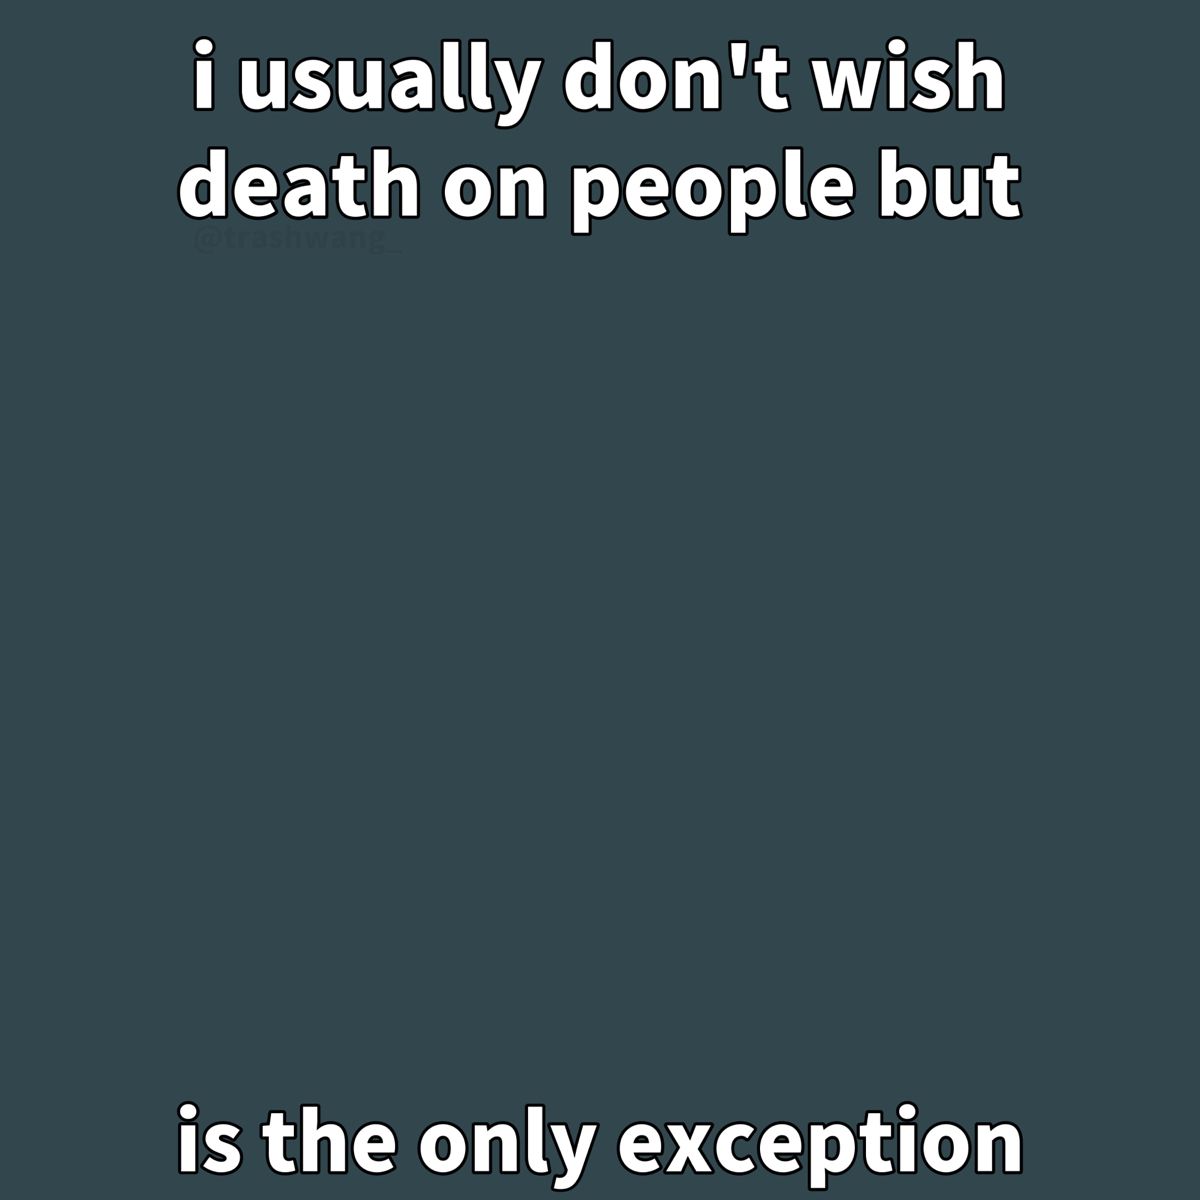 i usually don't wish
death on people but
@trashwang_
is the only exception